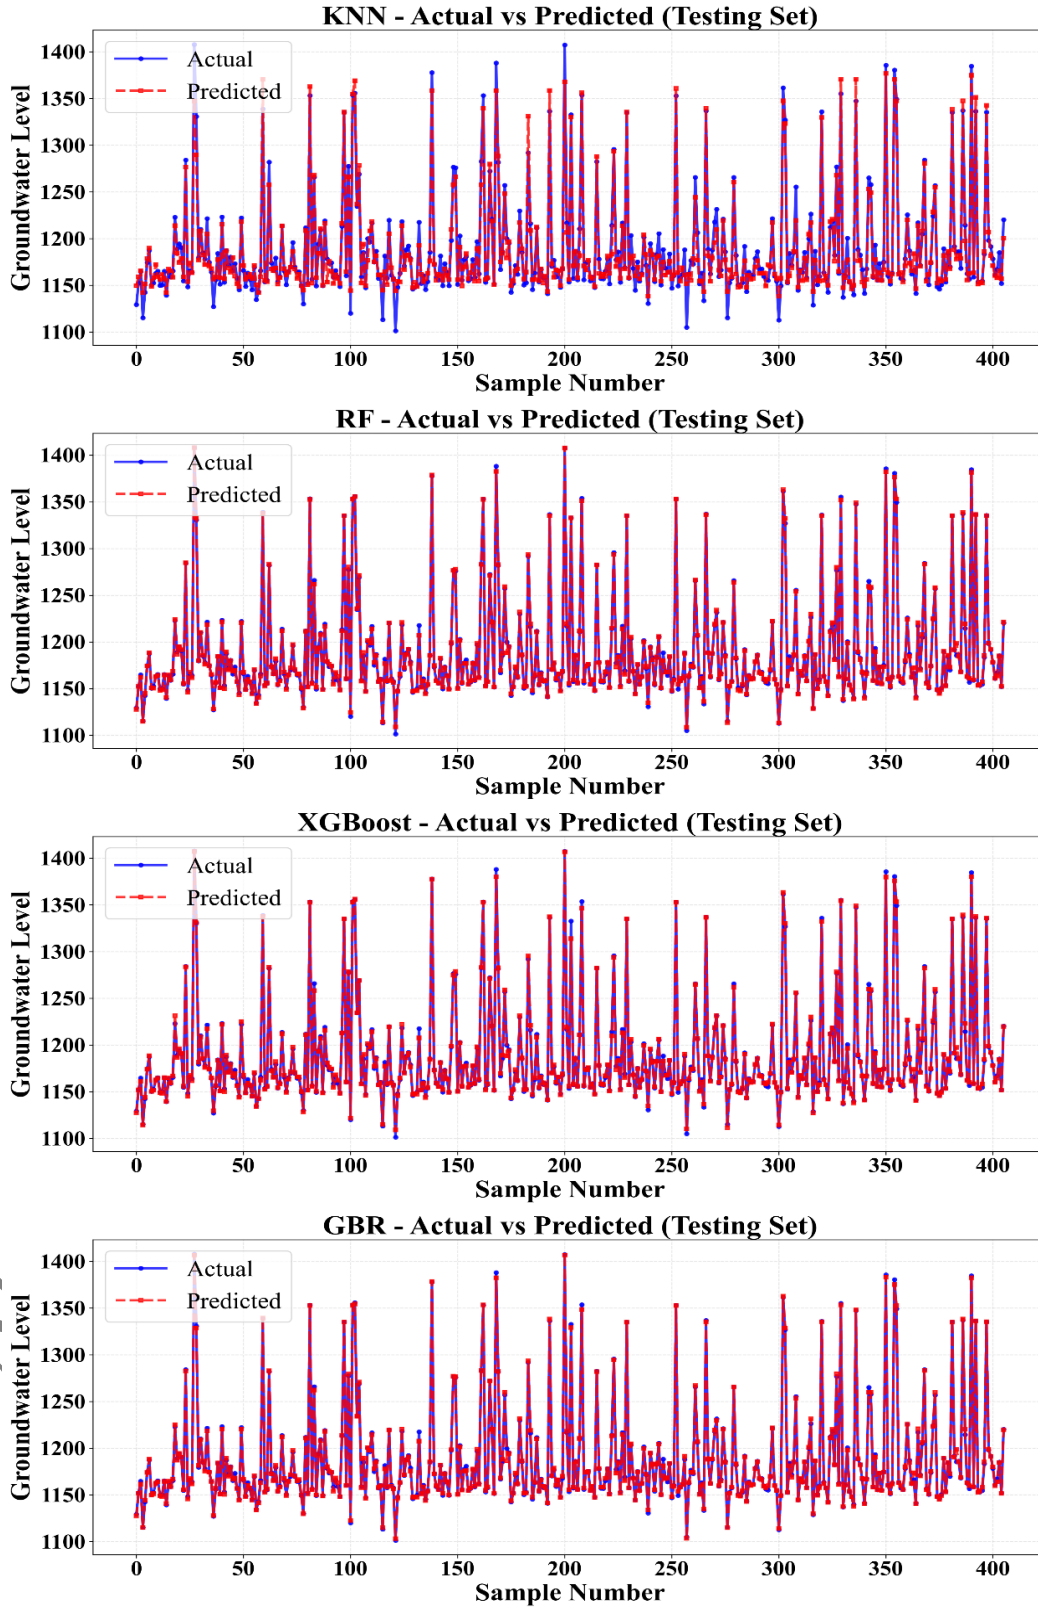 KNN - Actual vs Predicted (Testing Set)
Groundwater Level
1400
1350
1300
1250
1200
1150
1100
Actual
Predicted
0 50 100 150 200 250 300 350 400
Sample Number
RF - Actual vs Predicted (Testing Set)
Groundwater Level
1400
1350
1300
1250
1200
1150
1100
Actual
Predicted
0 50 100 150 200 250 300 350 400
Sample Number
XGBoost - Actual vs Predicted (Testing Set)
Groundwater Level
1400
1350
1300
1250
1200
1150
1100
Actual
Predicted
0 50 100 150 200 250 300 350 400
Sample Number
GBR - Actual vs Predicted (Testing Set)
Groundwater Level
1400
1350
1300
1250
1200
1150
1100
Actual
Predicted
0 50 100 150 200 250 300 350 400
Sample Number